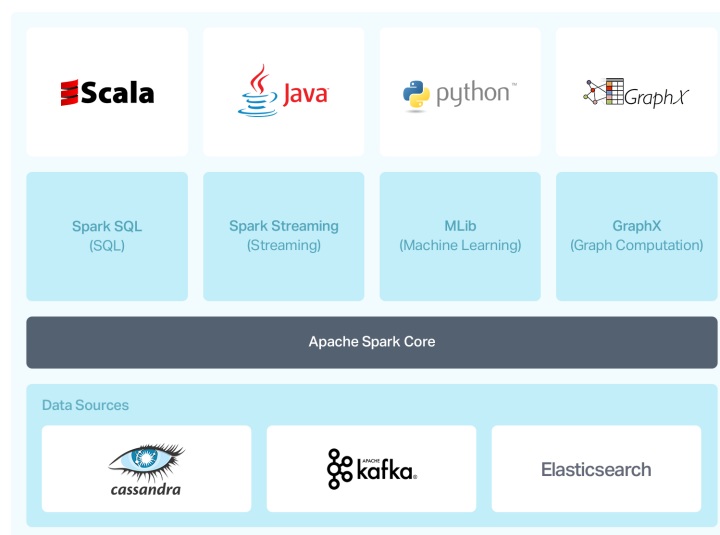 Scala
Java
python™
GraphX
Spark SQL
(SQL)
Spark Streaming
(Streaming)
MLib
(Machine Learning)
GraphX
(Graph Computation)
Apache Spark Core
Data Sources
cassandra
APACHE
kafka®
Elasticsearch